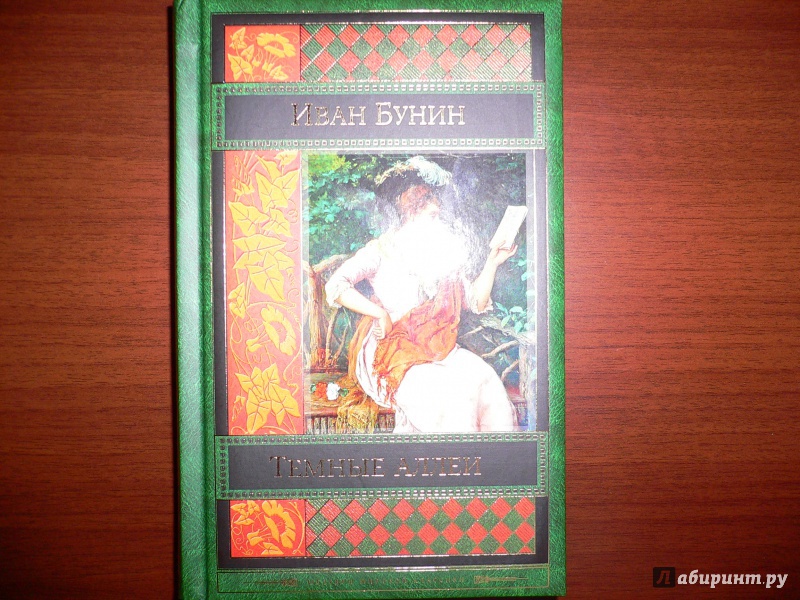 Иван Бунин
Темные аллеи
Лабиринт.ру